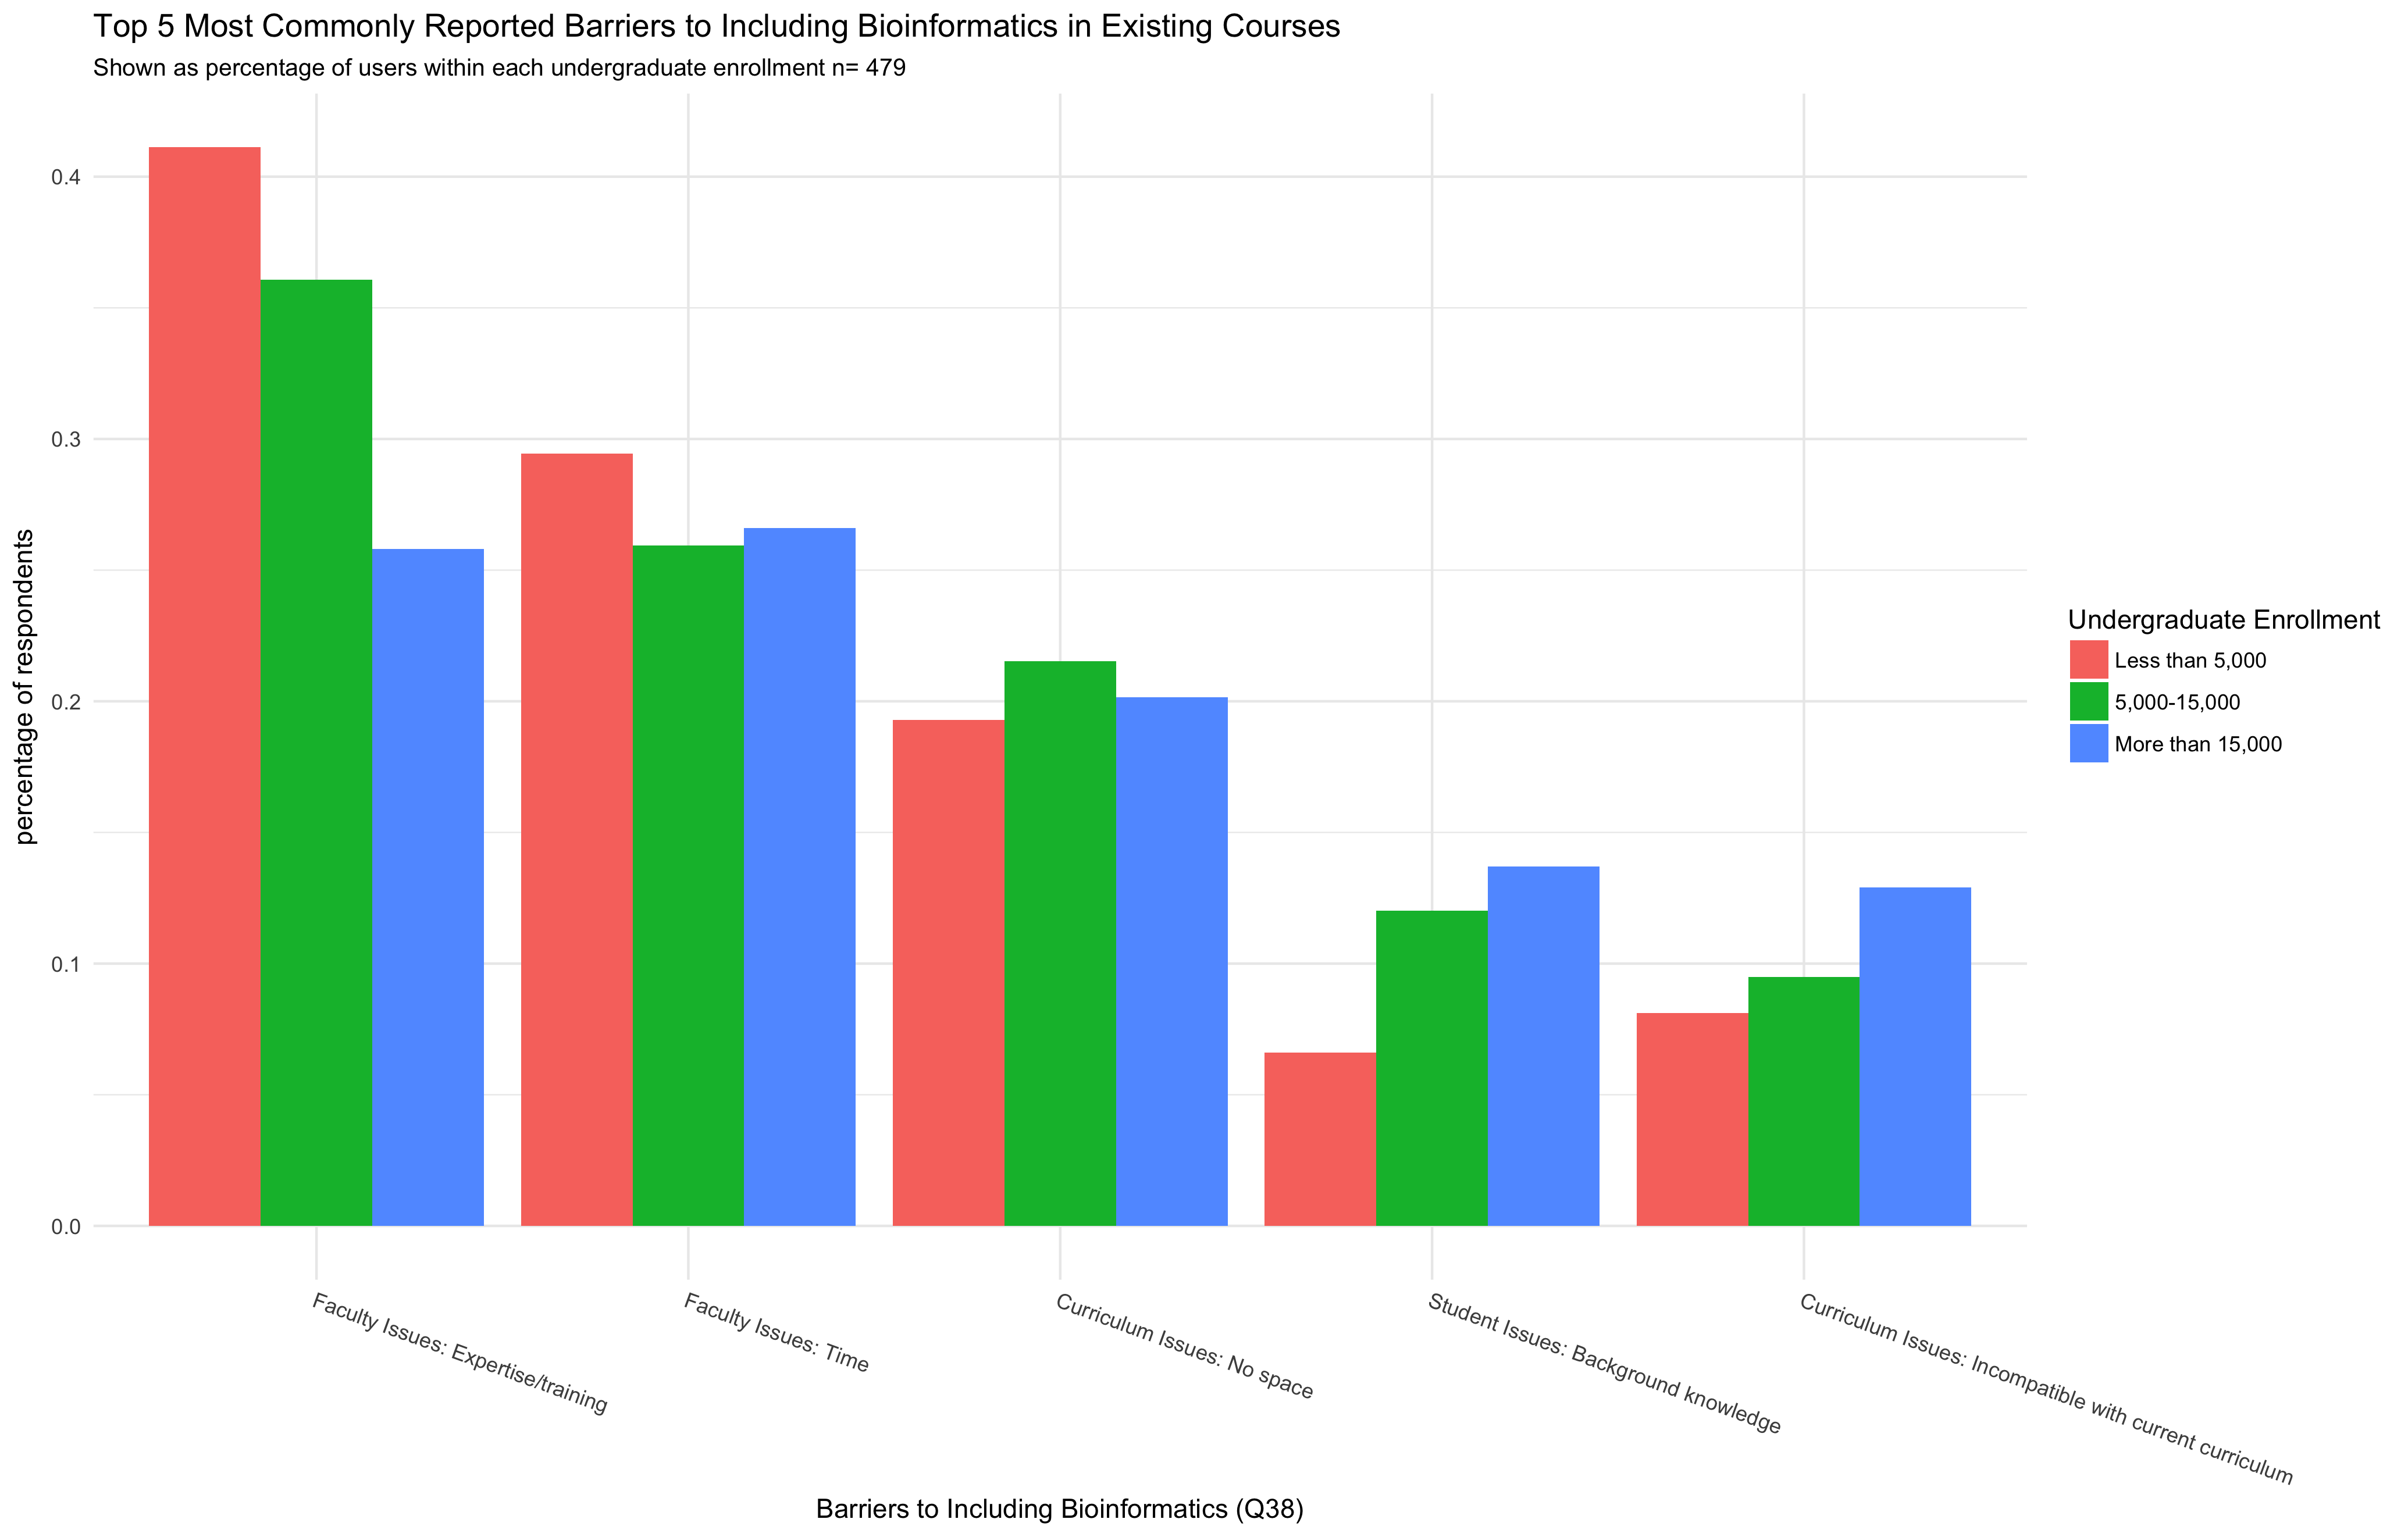 Top 5 Most Commonly Reported Barriers to Including Bioinformatics in Existing Courses
Shown as percentage of users within each undergraduate enrollment n= 479
percentage of respondents
0.4
0.3
0.2
0.1
0.0
Faculty Issues: Expertise/training
Faculty Issues: Time
Curriculum Issues: No space
Student Issues: Background knowledge
Curriculum Issues: Incompatible with current curriculum
Barriers to Including Bioinformatics (Q38)
Undergraduate Enrollment
Less than 5,000
5,000-15,000
More than 15,000